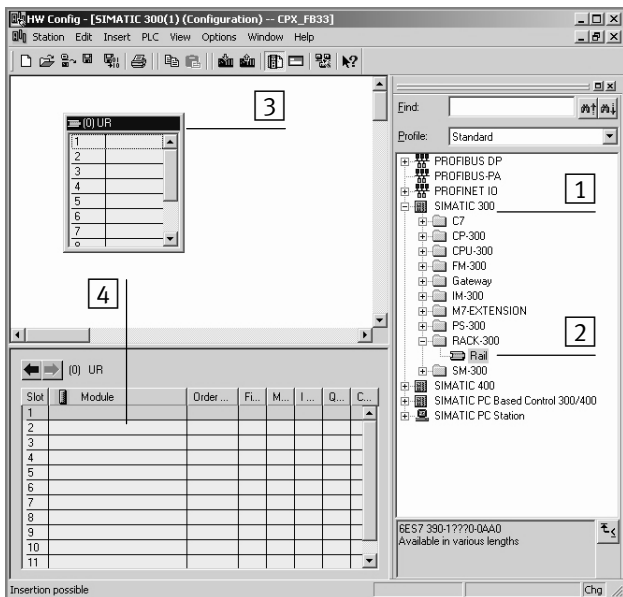 HW Config - [SIMATIC 300(1) (Configuration) -- CPX_FB33]
Station Edit Insert PLC View Options Window Help
3
(0) UR
1
2
3
4
5
6
7
4
Find:
Profile: Standard
PROFIBUS DP
PROFIBUS-PA
PROFINET IO
1
SIMATIC 300
C7
CP-300
CPU-300
FM-300
Gateway
IM-300
M7-EXTENSION
PS-300
RACK-300
2
Rail
SM-300
SIMATIC 400
SIMATIC PC Based Control 300/400
SIMATIC PC Station
(0) UR
Slot Module Order ... Fi... M... I ... Q... C...
1
2
3
4
5
6
7
8
9
10
11
6ES7 390-1???0-0AA0
Available in various lengths
Insertion possible
Chg